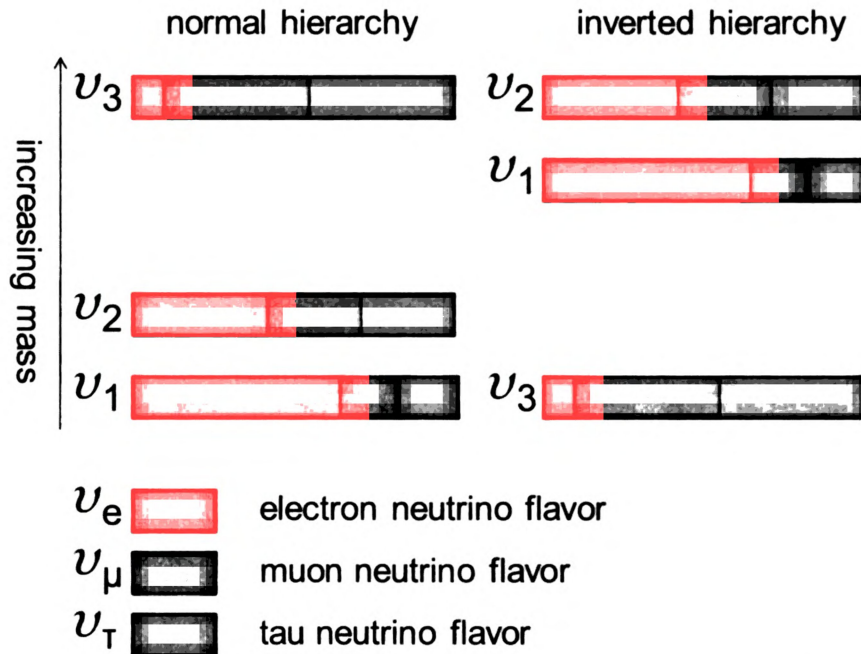 normal hierarchy
inverted hierarchy
increasing mass
υ3
υ2
υ1
υ2
υ1
υ3
υe electron neutrino flavor
υμ muon neutrino flavor
υτ tau neutrino flavor